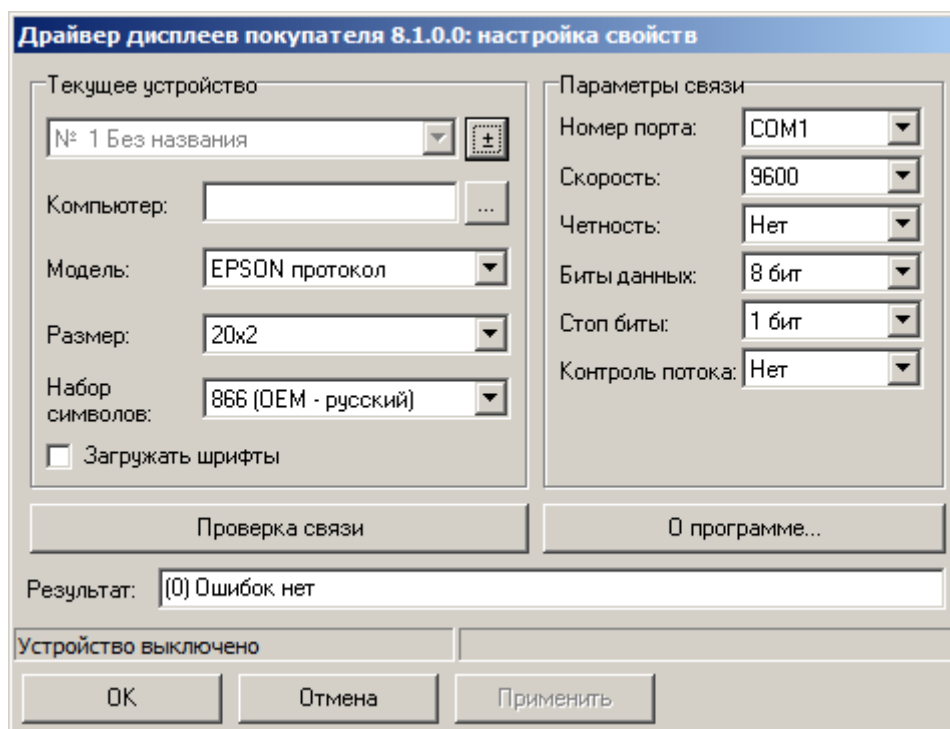 Драйвер дисплеев покупателя 8.1.0.0: настройка свойств
Текущее устройство
№ 1 Без названия
±
Компьютер:
...
Модель:
EPSON протокол
Размер:
20x2
Набор
символов:
866 (OEM - русский)
Загружать шрифты
Параметры связи
Номер порта:
COM1
Скорость:
9600
Четность:
Нет
Биты данных:
8 бит
Стоп биты:
1 бит
Контроль потока:
Нет
Проверка связи
О программе...
Результат:
(0) Ошибок нет
Устройство выключено
OK
Отмена
Применить